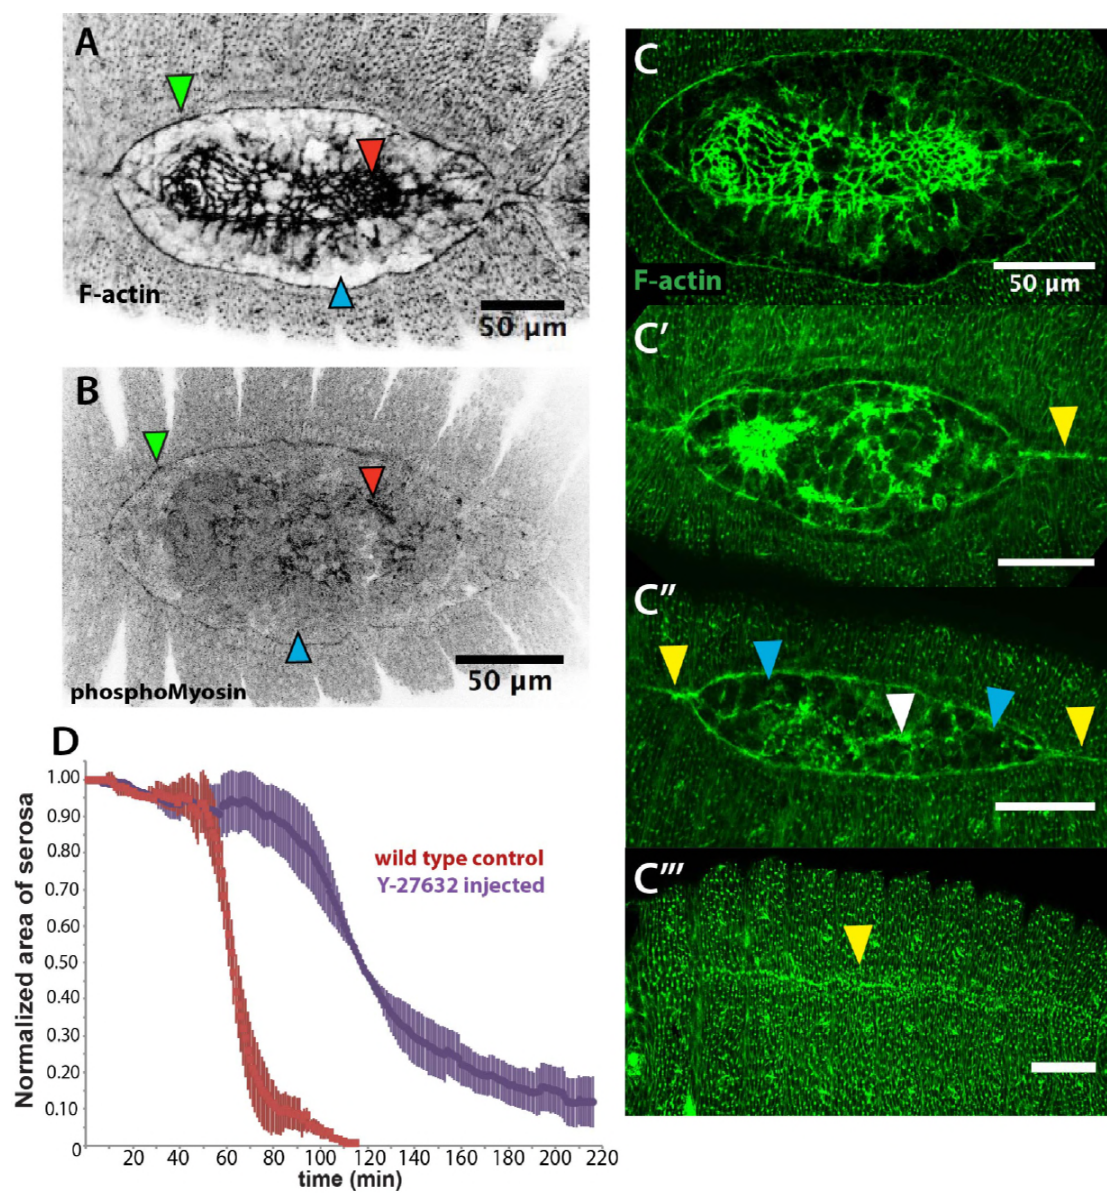 A
F-actin
50 µm
B
phosphoMyosin
50 µm
C
F-actin
50 µm
C′
C″
C‴
D
Normalized area of serosa
1.00
0.90
0.80
0.70
0.60
0.50
0.40
0.30
0.20
0.10
0
wild type control
Y-27632 injected
20 40 60 80 100 120 140 160 180 200 220
time (min)